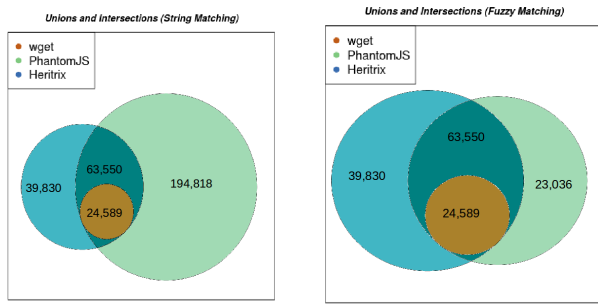 Unions and Intersections (String Matching)
wget
PhantomJS
Heritrix
63,550
39,830
194,818
24,589
Unions and Intersections (Fuzzy Matching)
wget
PhantomJS
Heritrix
63,550
39,830
23,036
24,589